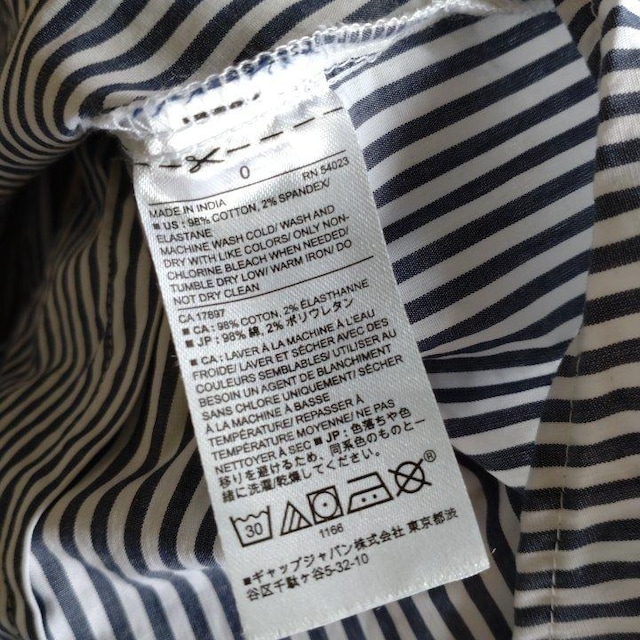 0
RN 54023
MADE IN INDIA
■ US : 98% COTTON, 2% SPANDEX/
ELASTANE
MACHINE WASH COLD/ WASH AND
DRY WITH LIKE COLORS/ ONLY NON-
CHLORINE BLEACH WHEN NEEDED/
TUMBLE DRY LOW/ WARM IRON/ DO
NOT DRY CLEAN
CA 17897
■ CA : 98% COTON, 2% ÉLASTHANNE
■ JP : 98% 綿, 2% ポリウレタン
■ CA : LAVER À LA MACHINE À L'EAU
FROIDE/ LAVER ET SÉCHER AVEC DES
COULEURS SEMBLABLES/ UTILISER AU
BESOIN UN AGENT DE BLANCHIMENT
SANS CHLORE UNIQUEMENT/ SÉCHER
À LA MACHINE À BASSE
TEMPÉRATURE/ REPASSER À
TEMPÉRATURE MOYENNE/ NE PAS
NETTOYER À SEC ■ JP : 色落ちや色
移りを避けるため、同系色のものと一
緒に洗濯してください。
30
1166
■ギャップジャパン株式会社 東京都渋
谷区千駄ヶ谷5-32-10